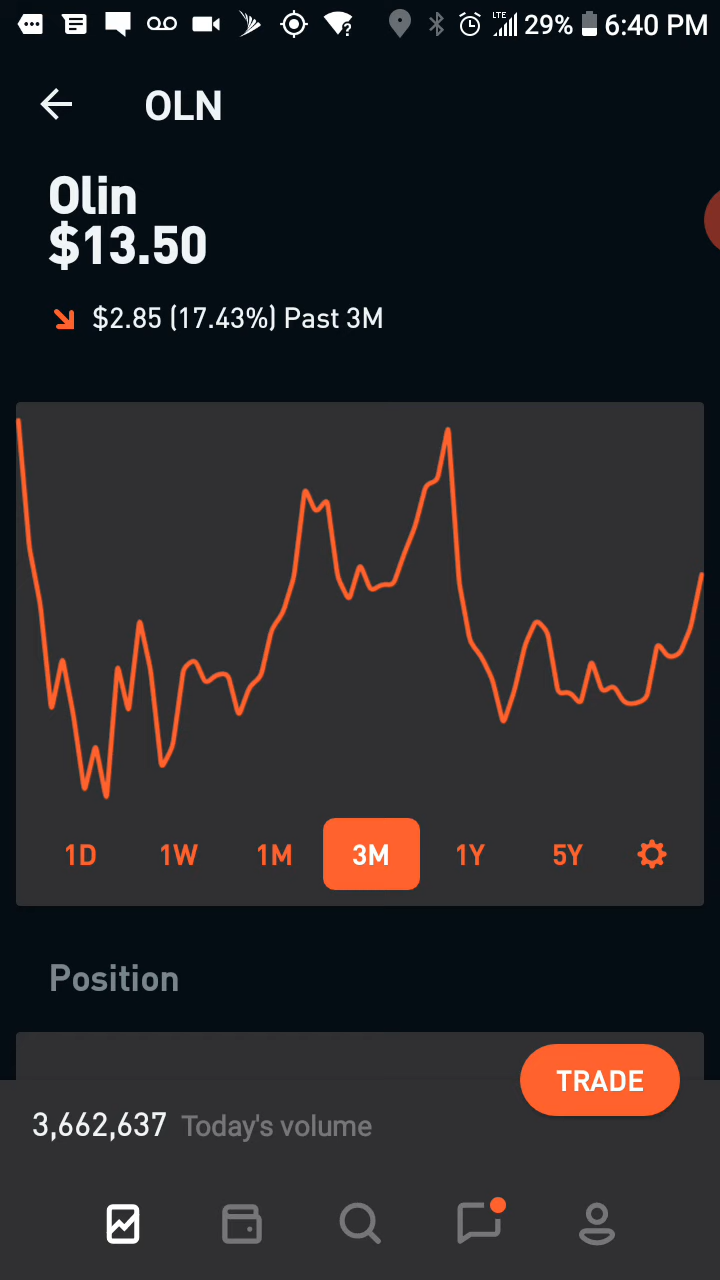 LTE 29% 6:40 PM
OLN
Olin
$13.50
$2.85 (17.43%) Past 3M
1D 1W 1M 3M 1Y 5Y
Position
TRADE
3,662,637 Today's volume